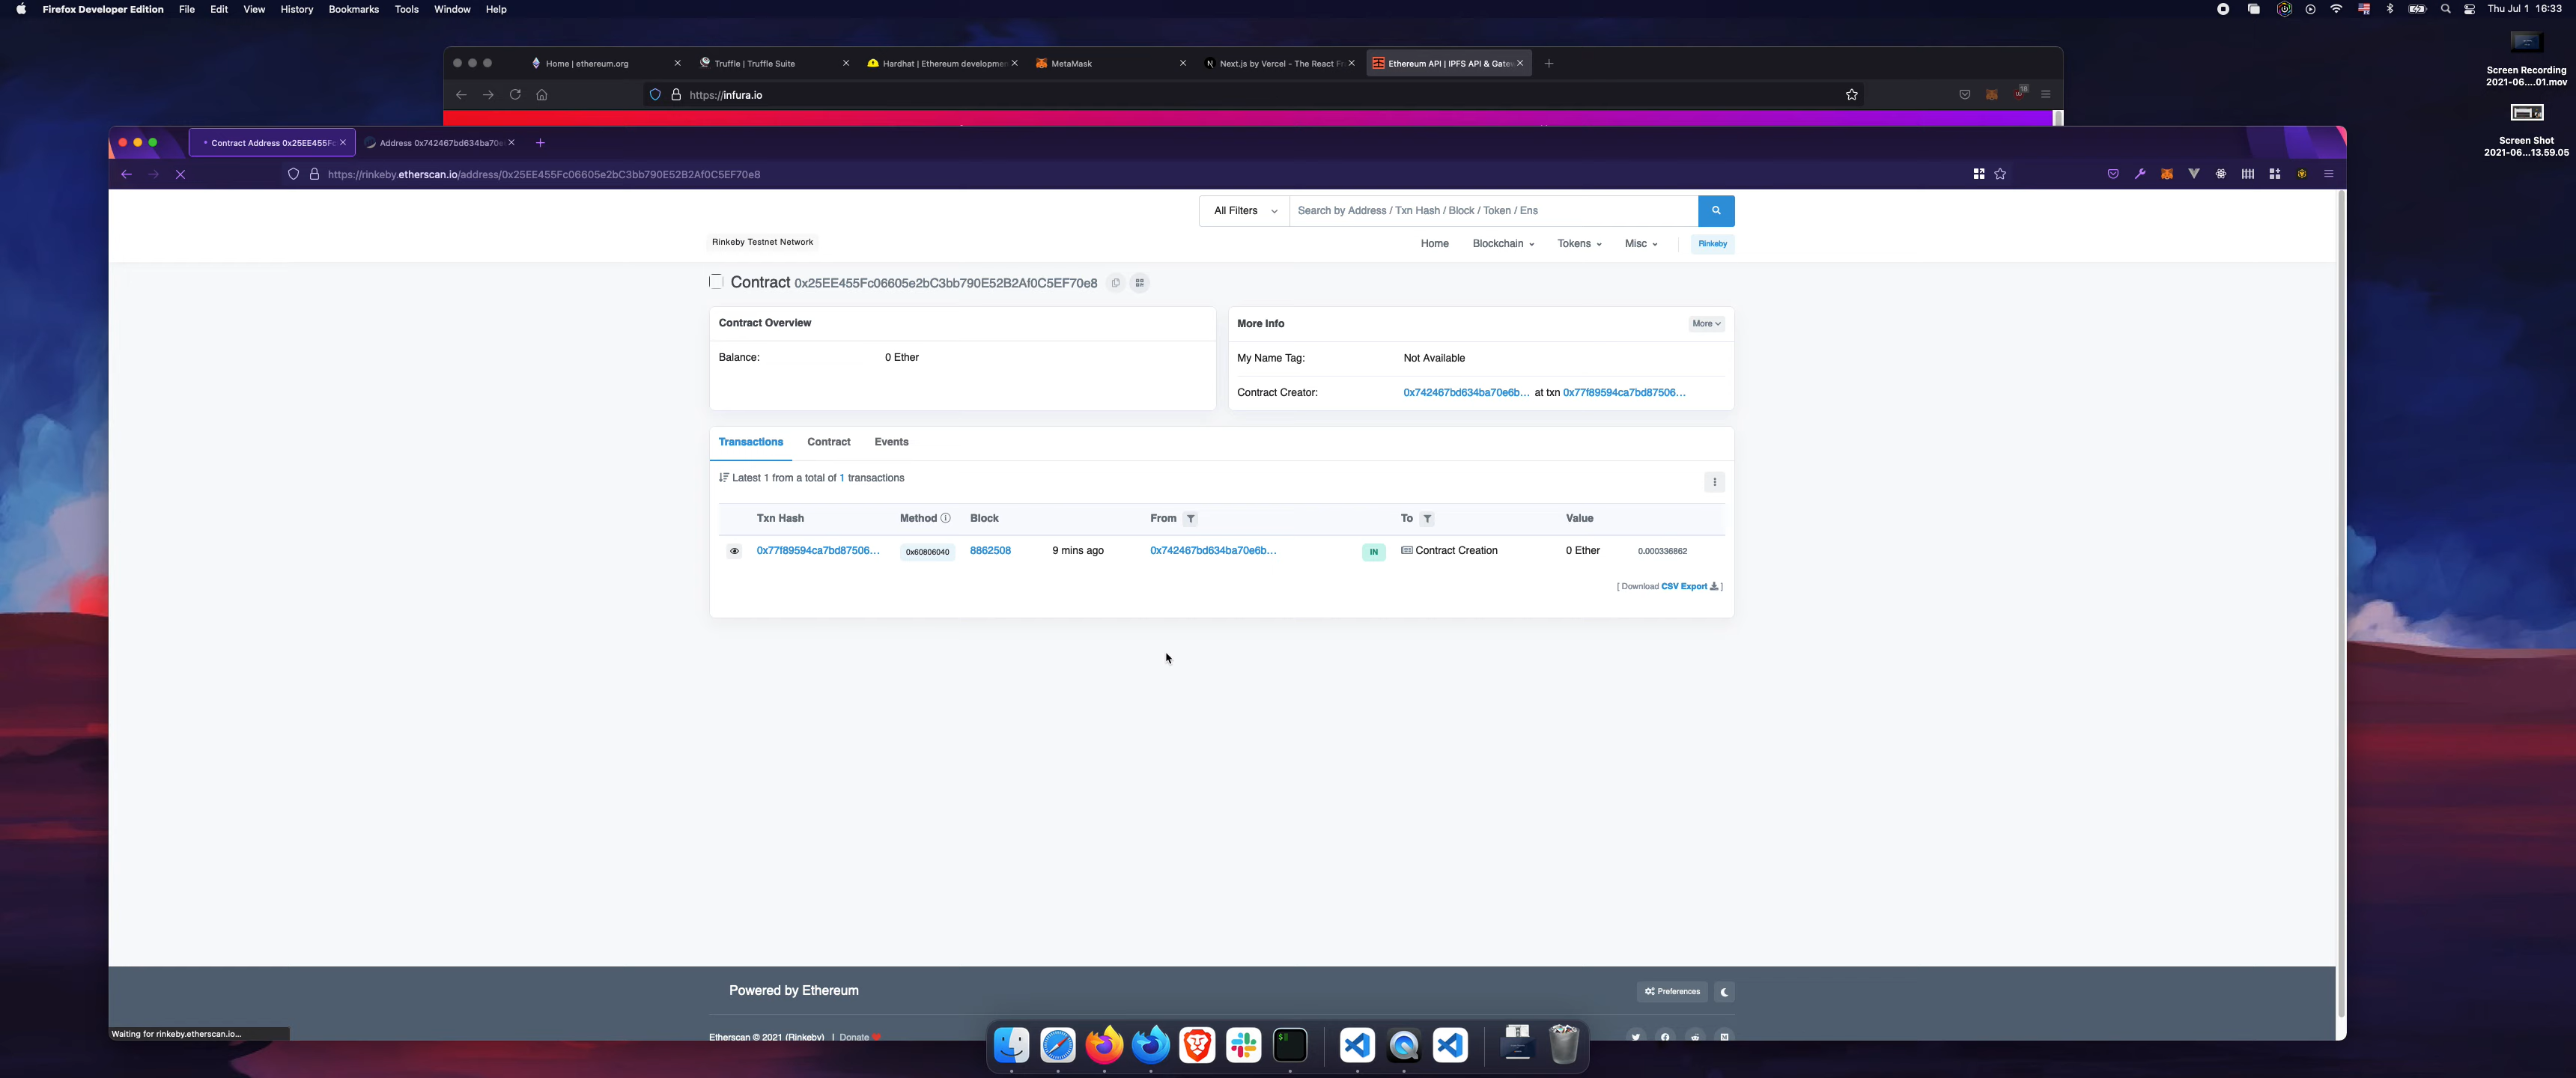 Firefox Developer Edition File Edit View History Bookmarks Tools Window Help Thu Jul 1 16:33
Screen Recording
2021-06....01.mov
Screen Shot
2021-06...13.59.05
Home | ethereum.org Truffle | Truffle Suite Hardhat | Ethereum developmen MetaMask Next.js by Vercel - The React Fr Ethereum API | IPFS API & Gatew
https://infura.io
Contract Address 0x25EE455Fc Address 0x742467bd634ba70e
https://rinkeby.etherscan.io/address/0x25EE455Fc06605e2bC3bb790E52B2Af0C5EF70e8
All Filters Search by Address / Txn Hash / Block / Token / Ens
Rinkeby Testnet Network Home Blockchain Tokens Misc Rinkeby
Contract 0x25EE455Fc06605e2bC3bb790E52B2Af0C5EF70e8
Contract Overview
Balance: 0 Ether
More Info More
My Name Tag: Not Available
Contract Creator: 0x742467bd634ba70e6b... at txn 0x77f89594ca7bd87506...
Transactions Contract Events
Latest 1 from a total of 1 transactions
Txn Hash Method Block From To Value
0x77f89594ca7bd87506... 0x60806040 8862508 9 mins ago 0x742467bd634ba70e6b... IN Contract Creation 0 Ether 0.000336862
[ Download CSV Export ]
Powered by Ethereum Preferences
Waiting for rinkeby.etherscan.io...
Etherscan © 2021 (Rinkeby) | Donate